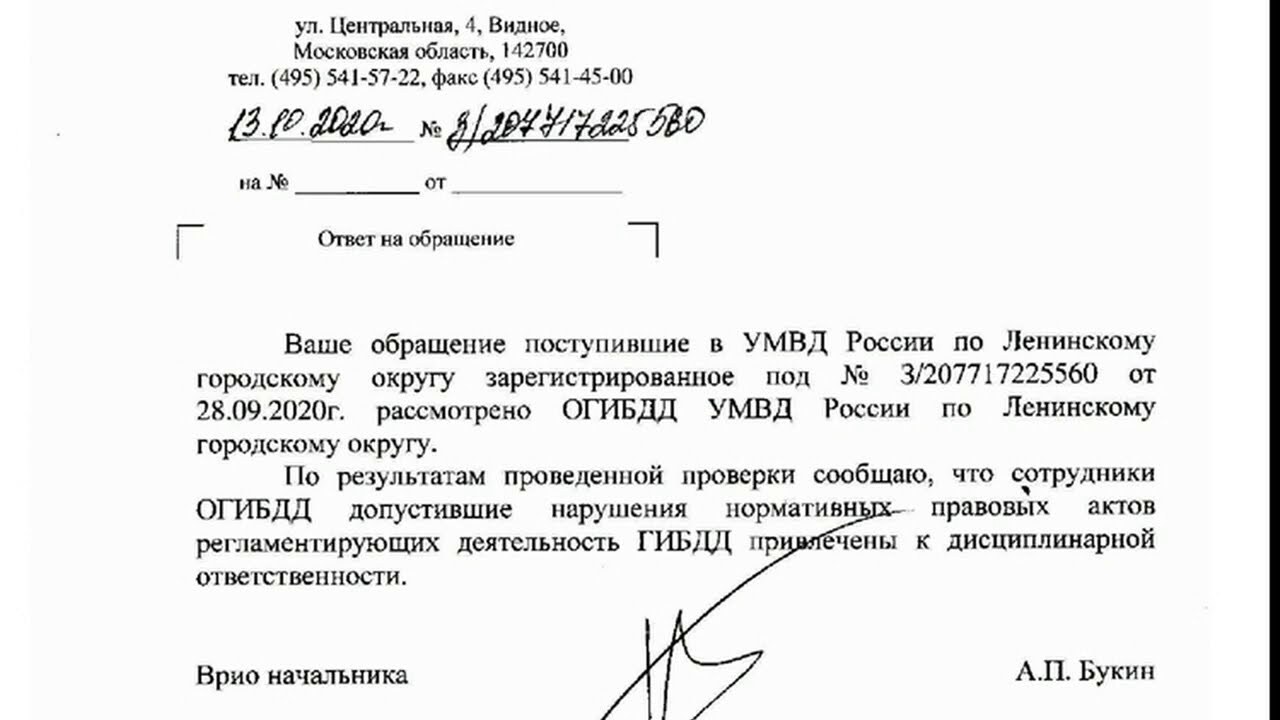 ул. Центральная, 4, Видное,
Московская область, 142700
тел. (495) 541-57-22, факс (495) 541-45-00
13.10.2020г № 3/207717225560
на № от
Ответ на обращение
Ваше обращение поступившие в УМВД России по Ленинскому
городскому округу зарегистрированное под № 3/207717225560 от
28.09.2020г. рассмотрено ОГИБДД УМВД России по Ленинскому
городскому округу.
По результатам проведенной проверки сообщаю, что сотрудники
ОГИБДД допустившие нарушения нормативных правовых актов
регламентирующих деятельность ГИБДД привлечены к дисциплинарной
ответственности.
Врио начальника А.П. Букин